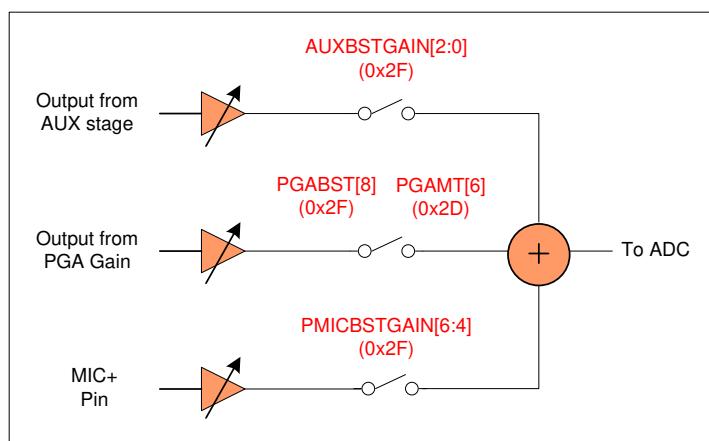 AUXBSTGAIN[2:0]
(0x2F)
Output from
AUX stage
PGABST[8] PGAMT[6]
(0x2F) (0x2D)
Output from
PGA Gain
+
To ADC
PMICBSTGAIN[6:4]
(0x2F)
MIC+
Pin